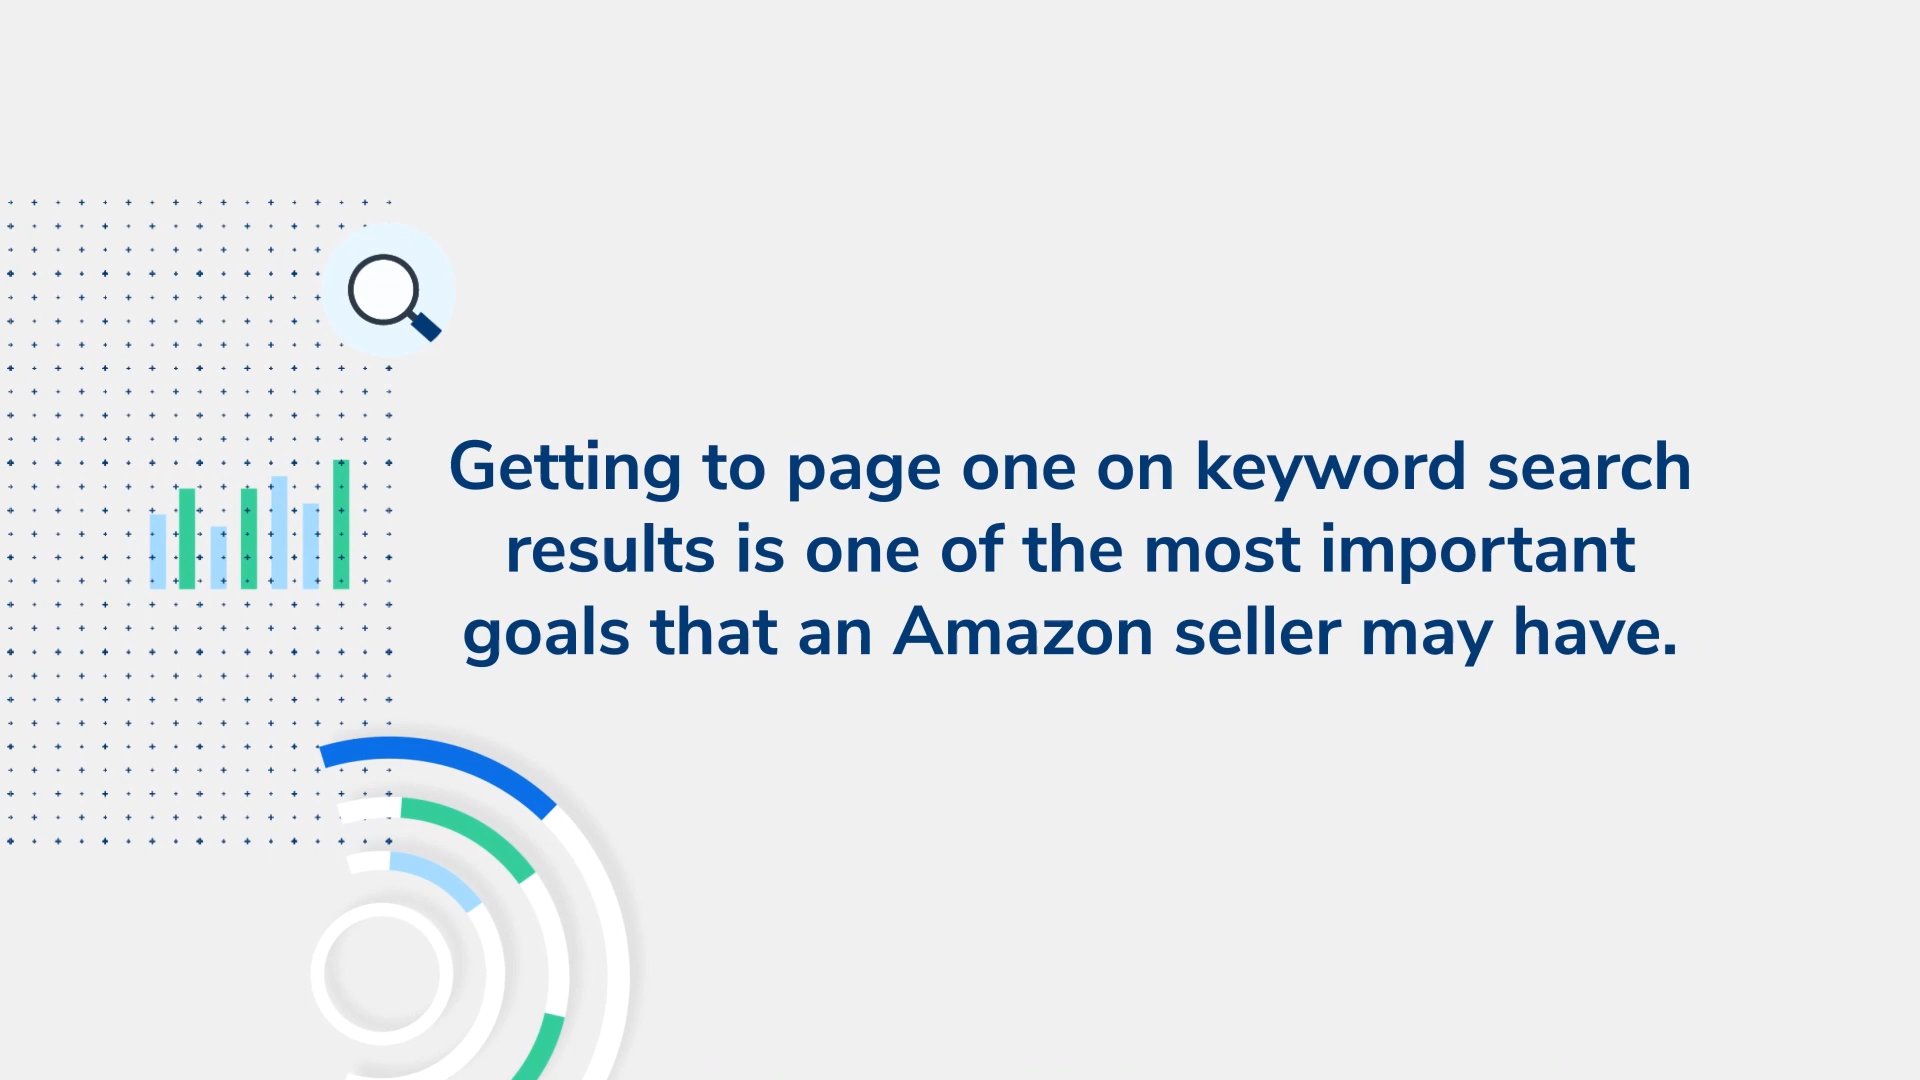 Getting to page one on keyword search
results is one of the most important
goals that an Amazon seller may have.